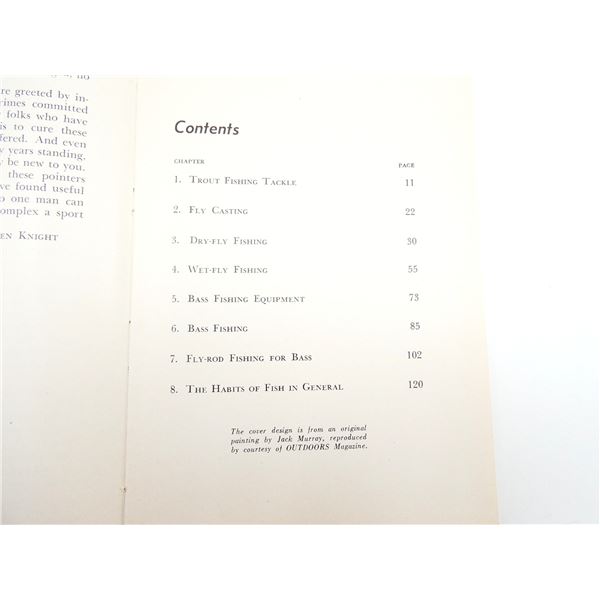 re greeted by in-
rimes committed
folks who have
is to cure these
fered. And even
years standing,
be new to you.
these pointers
ve found useful
o one man can
omplex a sport
EN KNIGHT
Contents
CHAPTER PAGE
1. TROUT FISHING TACKLE 11
2. FLY CASTING 22
3. DRY-FLY FISHING 30
4. WET-FLY FISHING 55
5. BASS FISHING EQUIPMENT 73
6. BASS FISHING 85
7. FLY-ROD FISHING FOR BASS 102
8. THE HABITS OF FISH IN GENERAL 120
The cover design is from an original
painting by Jack Murray, reproduced
by courtesy of OUTDOORS Magazine.